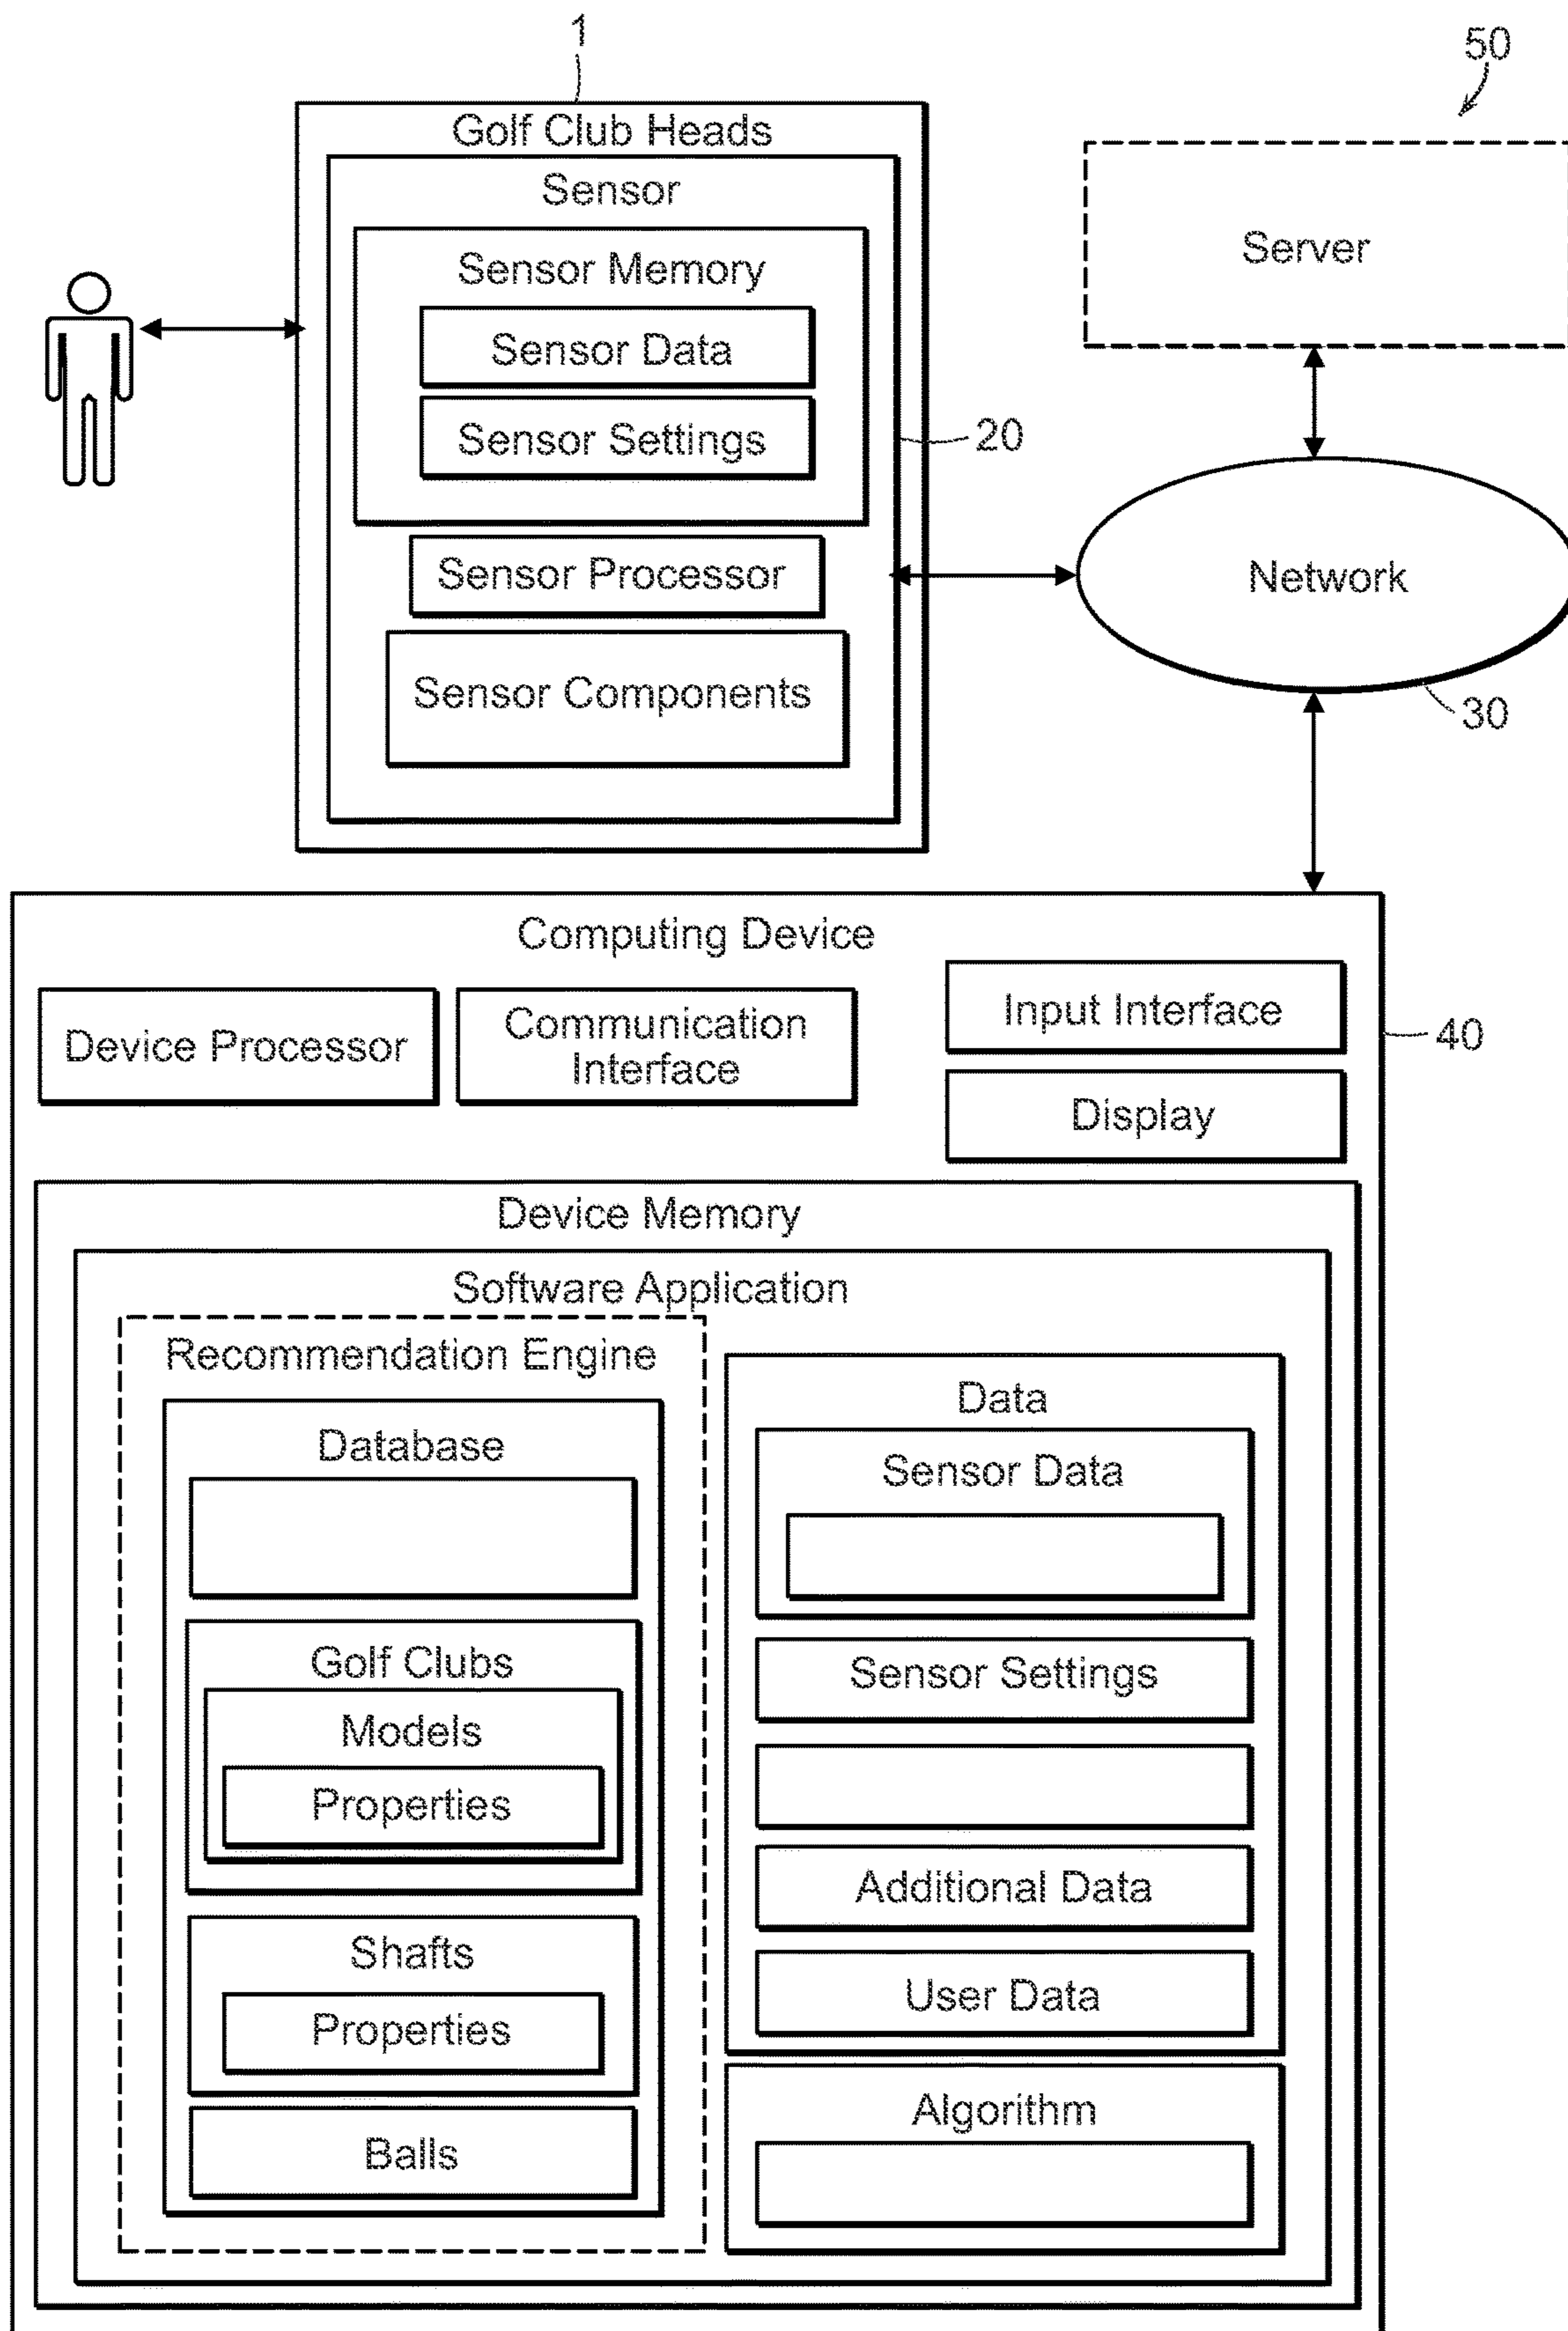 1
50
Golf Club Heads
Sensor
Server
Sensor Memory
Sensor Data
Sensor Settings
20
Sensor Processor
Network
Sensor Components
30
Computing Device
Input Interface
Device Processor
Communication
Interface
40
Display
Device Memory
Software Application
Recommendation Engine
Database
Golf Clubs
Models
Properties
Shafts
Properties
Balls
Data
Sensor Data
Sensor Settings
Additional Data
User Data
Algorithm